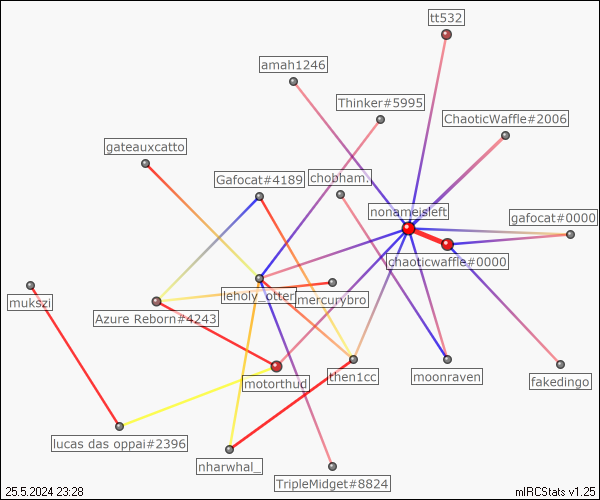 tt532
amah1246
Thinker#5995
ChaoticWaffle#2006
gateauxcatto
Gafocat#4189
chobham.
nonameisleft
gafocat#0000
chaoticwaffle#0000
leholy_otter
mercurybro
mukszi
Azure Reborn#4243
motorthud
then1cc
moonraven
fakedingo
lucas das oppai#2396
nharwhal_
TripleMidget#8824
25.5.2024 23:28
mIRCStats v1.25